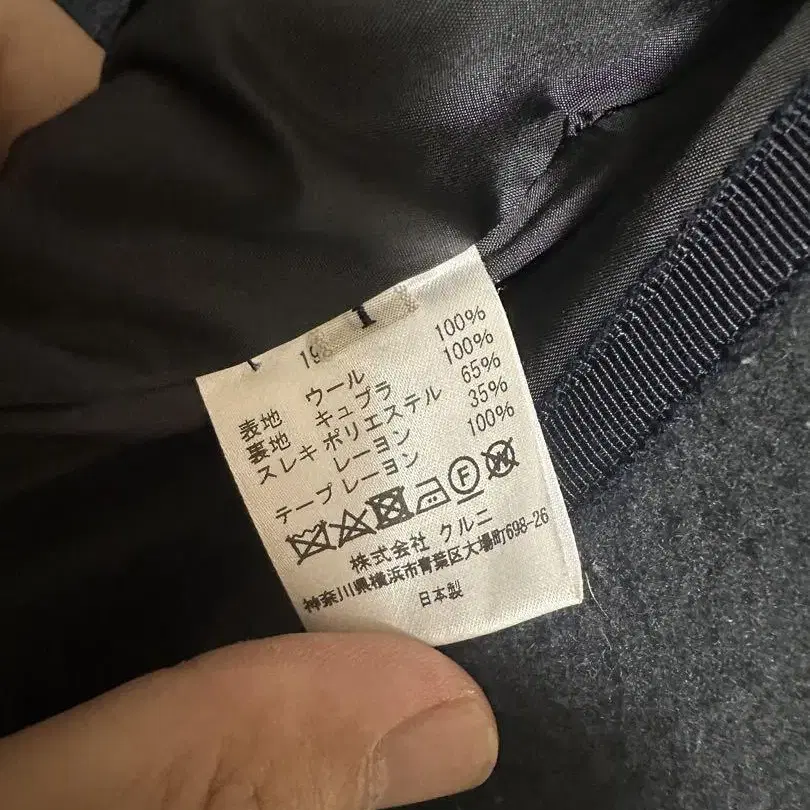 表地 ウール 100%
裏地 キュプラ 100%
スレキ ポリエステル 65%
レーヨン 35%
テープ レーヨン 100%
F W
株式会社 クルニ
神奈川県横浜市青葉区大場町698-26
日本製